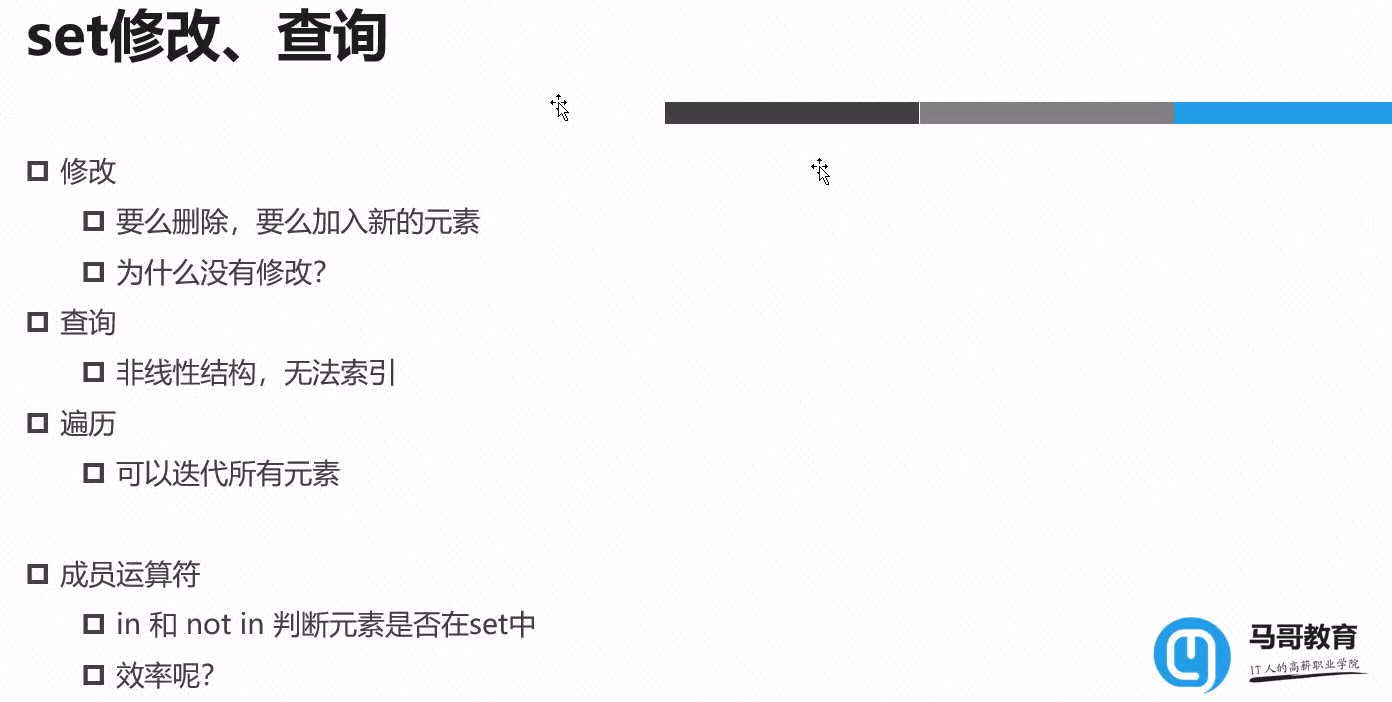 set修改、查询
修改
要么删除，要么加入新的元素
为什么没有修改？
查询
非线性结构，无法索引
遍历
可以迭代所有元素
成员运算符
in 和 not in 判断元素是否在set中
效率呢？
马哥教育
IT人的高薪职业学院